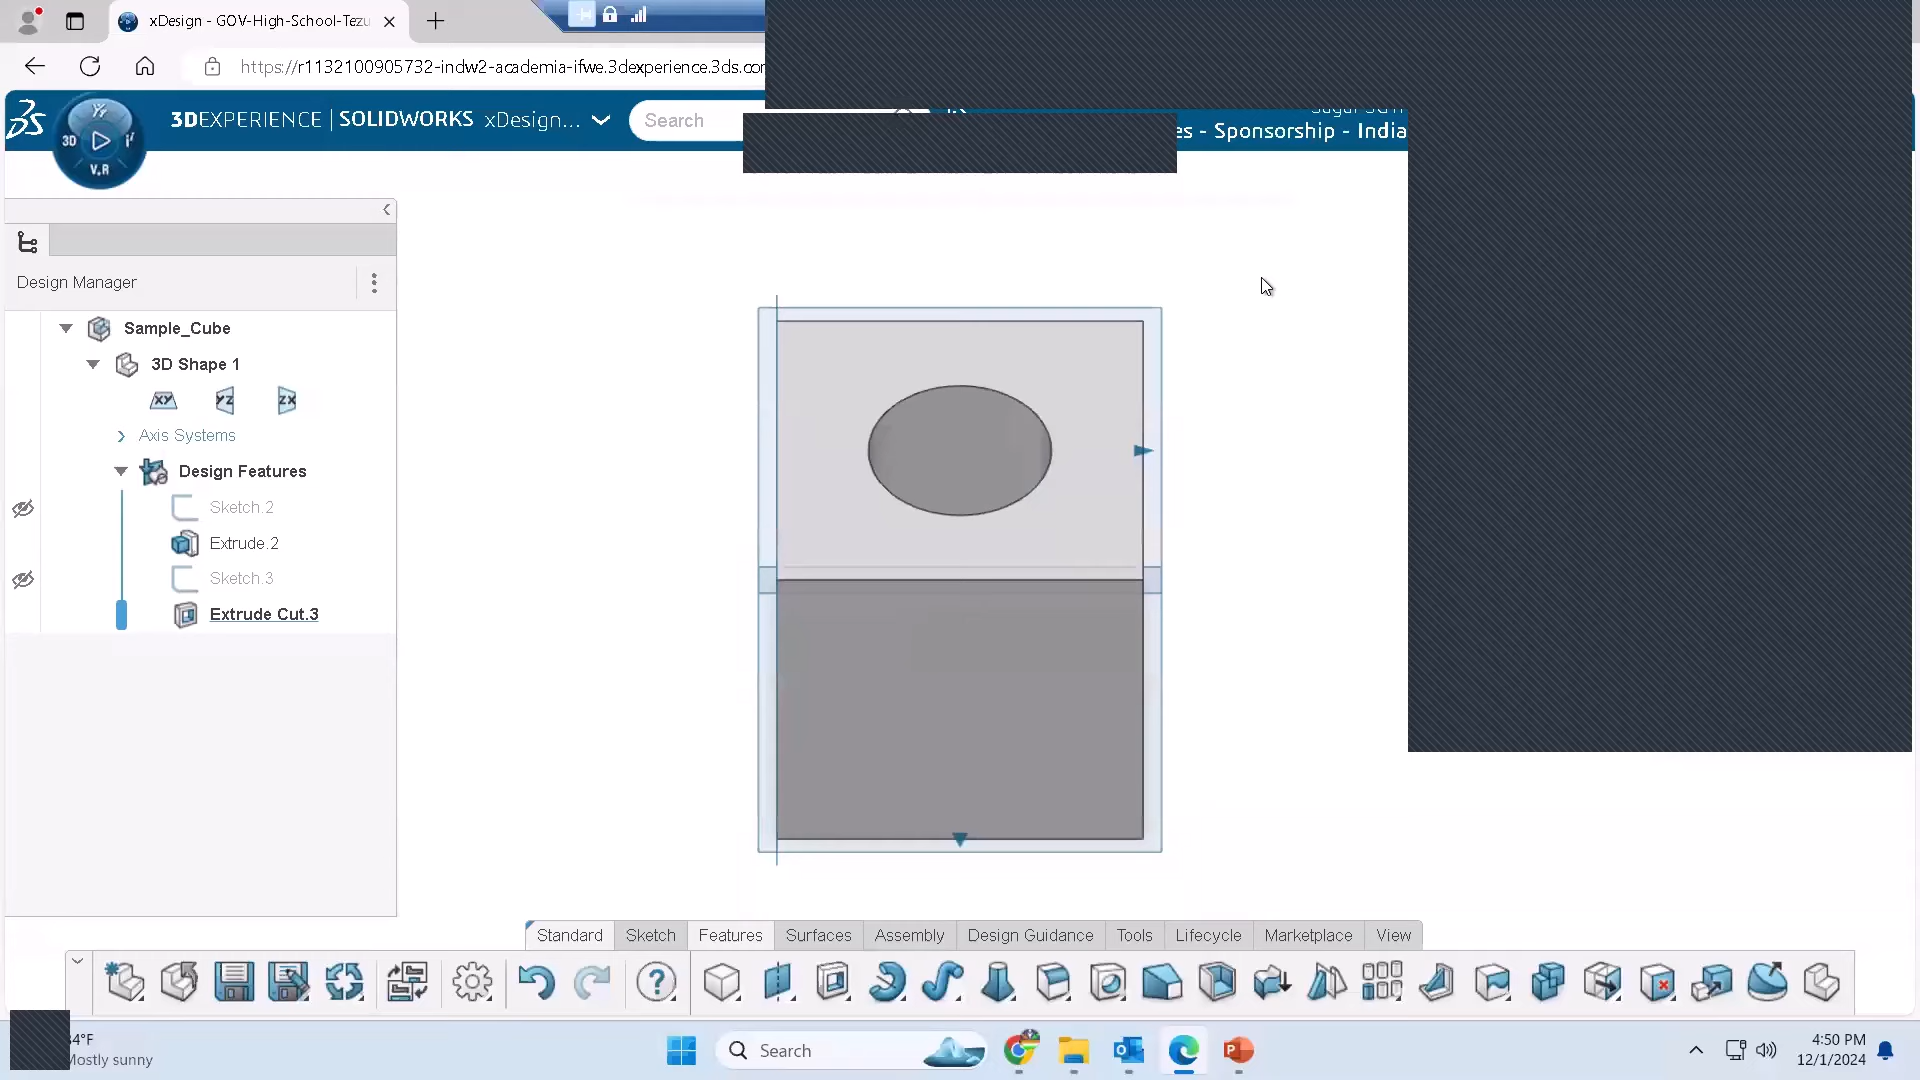 xDesign - GOV-High-School-Tezu
https://r1132100905732-indw2-academia-ifwe.3dexperience.3ds.com
3DEXPERIENCE | SOLIDWORKS xDesign...
Search
es - Sponsorship - India
3D
V.R
Design Manager
Sample_Cube
3D Shape 1
XY
YZ
ZX
Axis Systems
Design Features
Sketch.2
Extrude.2
Sketch.3
Extrude Cut.3
Standard
Sketch
Features
Surfaces
Assembly
Design Guidance
Tools
Lifecycle
Marketplace
View
Mostly sunny
Search
4:50 PM
12/1/2024